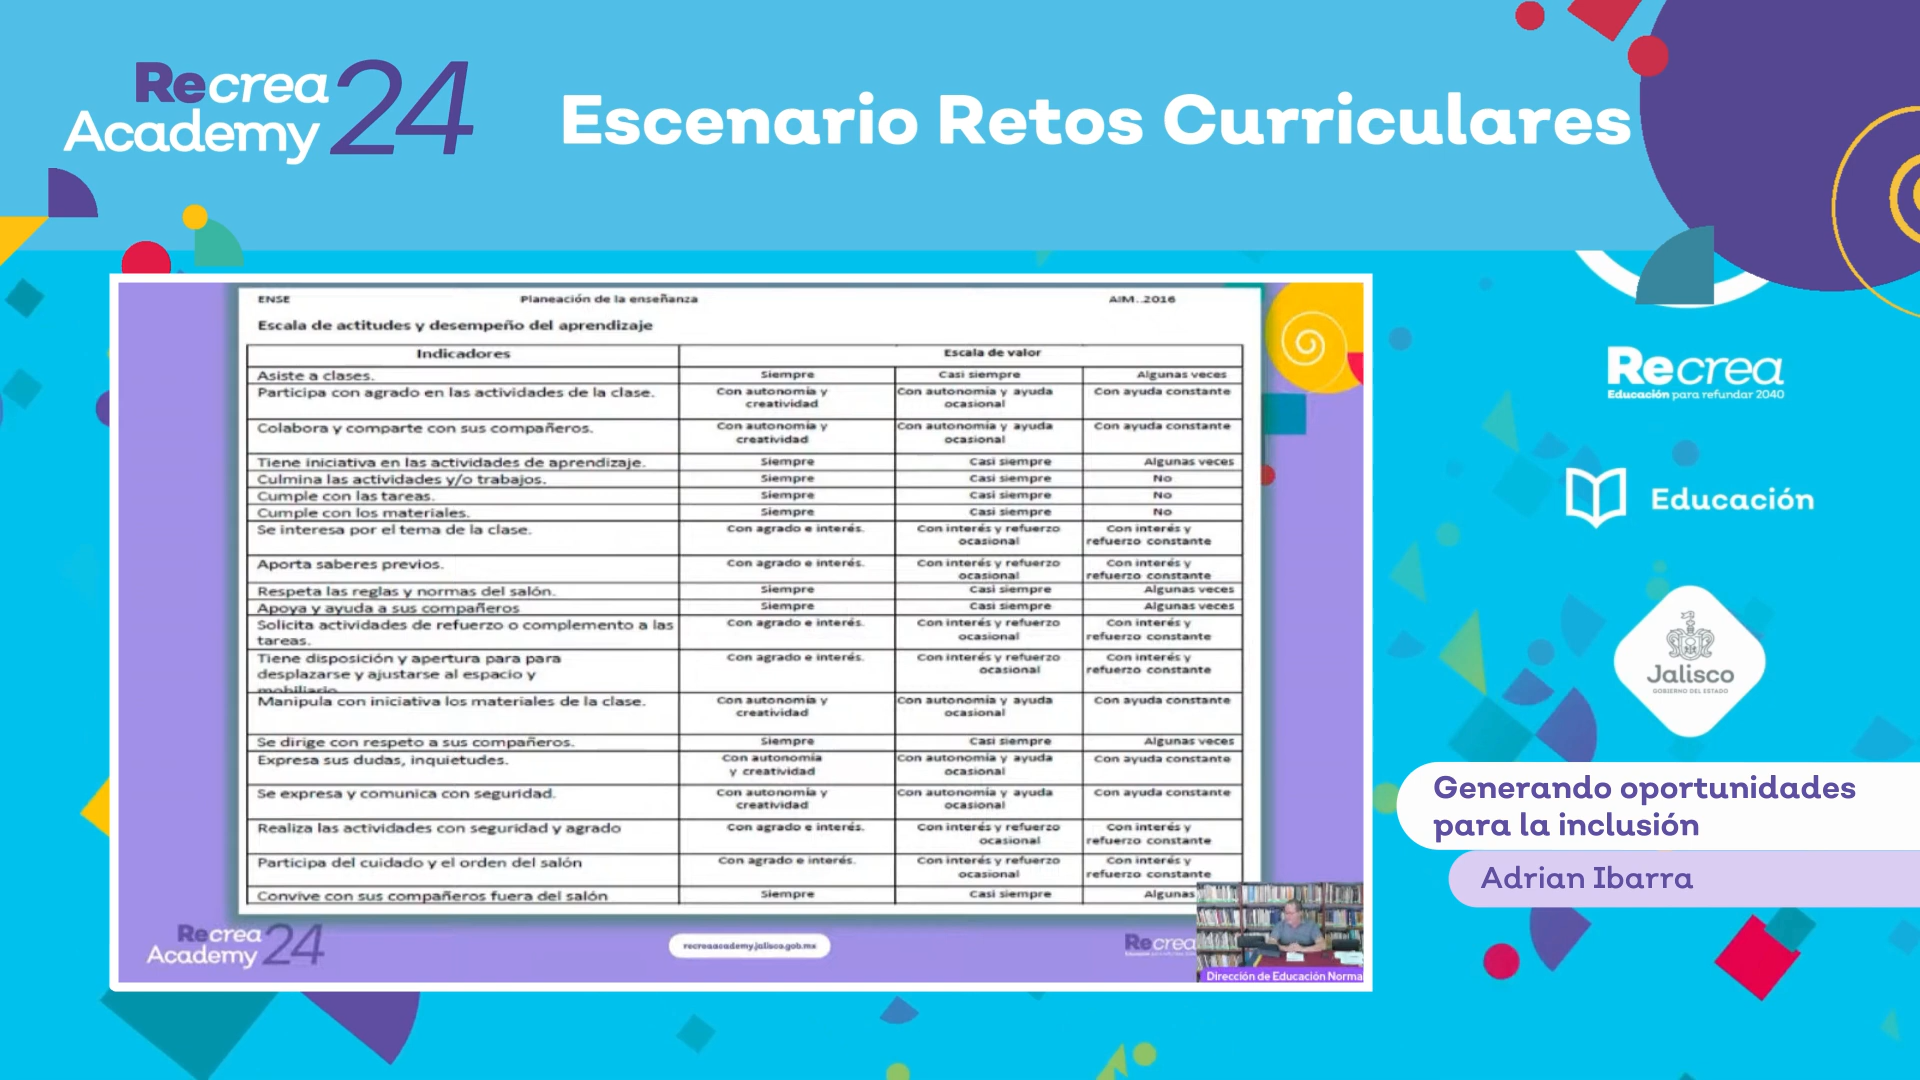 Recrea
Academy 24
Escenario Retos Curriculares
ENSE Planeación de la enseñanza AIM..2016
Escala de actitudes y desempeño del aprendizaje
Indicadores Escala de valor
Asiste a clases. Siempre Casi siempre Algunas veces
Participa con agrado en las actividades de la clase. Con autonomía y Con autonomía y ayuda Con ayuda constante
creatividad ocasional
Colabora y comparte con sus compañeros. Con autonomía y Con autonomía y ayuda Con ayuda constante
creatividad ocasional
Tiene iniciativa en las actividades de aprendizaje. Siempre Casi siempre Algunas veces
Culmina las actividades y/o trabajos. Siempre Casi siempre No
Cumple con las tareas. Siempre Casi siempre No
Cumple con los materiales. Siempre Casi siempre No
Se interesa por el tema de la clase. Con agrado e interés. Con interés y refuerzo Con interés y
ocasional refuerzo constante
Aporta saberes previos. Con agrado e interés. Con interés y refuerzo Con interés y
ocasional refuerzo constante
Respeta las reglas y normas del salón. Siempre Casi siempre Algunas veces
Apoya y ayuda a sus compañeros Siempre Casi siempre Algunas veces
Solicita actividades de refuerzo o complemento a las Con agrado e interés. Con interés y refuerzo Con interés y
tareas. ocasional refuerzo constante
Tiene disposición y apertura para para Con agrado e interés. Con interés y refuerzo Con interés y
desplazarse y ajustarse al espacio y ocasional refuerzo constante
mobiliario
Manipula con iniciativa los materiales de la clase. Con autonomía y Con autonomía y ayuda Con ayuda constante
creatividad ocasional
Se dirige con respeto a sus compañeros. Siempre Casi siempre Algunas veces
Expresa sus dudas, inquietudes. Con autonomía Con autonomía y ayuda Con ayuda constante
y creatividad ocasional
Se expresa y comunica con seguridad. Con autonomía y Con autonomía y ayuda Con ayuda constante
creatividad ocasional
Realiza las actividades con seguridad y agrado Con agrado e interés. Con interés y refuerzo Con interés y
ocasional refuerzo constante
Participa del cuidado y el orden del salón Con agrado e interés. Con interés y refuerzo Con interés y
ocasional refuerzo constante
Convive con sus compañeros fuera del salón Siempre Casi siempre Algunas
Recrea
Academy 24
recreaacademy.jalisco.gob.mx
Recrea
Dirección de Educación Norma
Recrea
Educación para refundar 2040
Educación
Jalisco
GOBIERNO DEL ESTADO
Generando oportunidades
para la inclusión
Adrian Ibarra